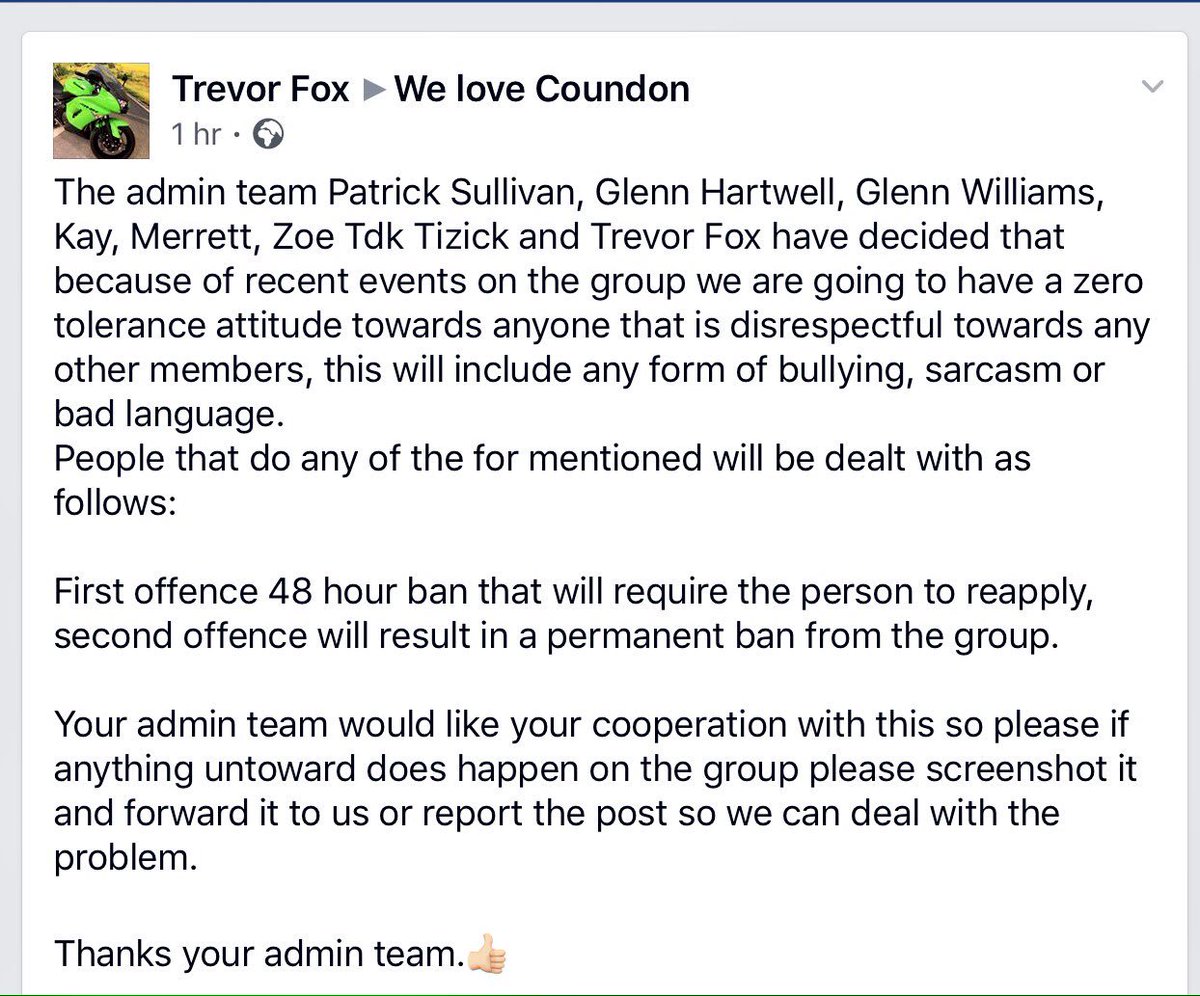 Trevor Fox ▸ We love Coundon
1 hr ·
The admin team Patrick Sullivan, Glenn Hartwell, Glenn Williams,
Kay, Merrett, Zoe Tdk Tizick and Trevor Fox have decided that
because of recent events on the group we are going to have a zero
tolerance attitude towards anyone that is disrespectful towards any
other members, this will include any form of bullying, sarcasm or
bad language.
People that do any of the for mentioned will be dealt with as
follows:
First offence 48 hour ban that will require the person to reapply,
second offence will result in a permanent ban from the group.
Your admin team would like your cooperation with this so please if
anything untoward does happen on the group please screenshot it
and forward it to us or report the post so we can deal with the
problem.
Thanks your admin team.👍🏻